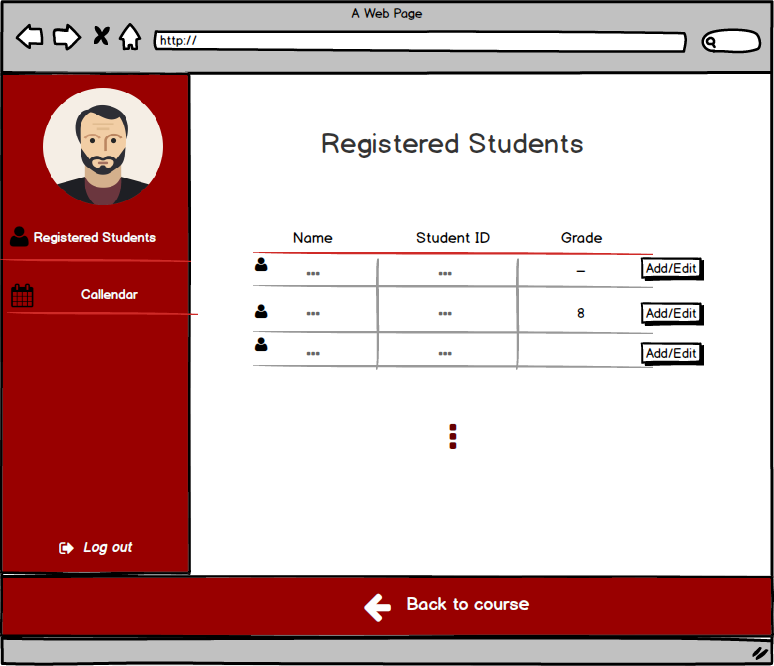 A Web Page
http://
Registered Students
Callendar
Log out
Registered Students
Name Student ID Grade
... ... – Add/Edit
... ... 8 Add/Edit
... ... Add/Edit
Back to course